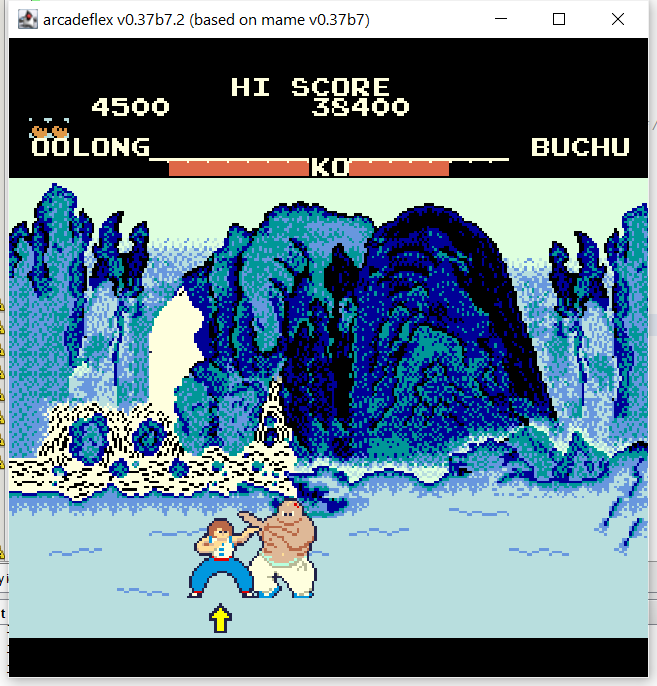 arcadeflex v0.37b7.2 (based on mame v0.37b7)
HI SCORE
4500 38400
OOLONG BUCHU
KO